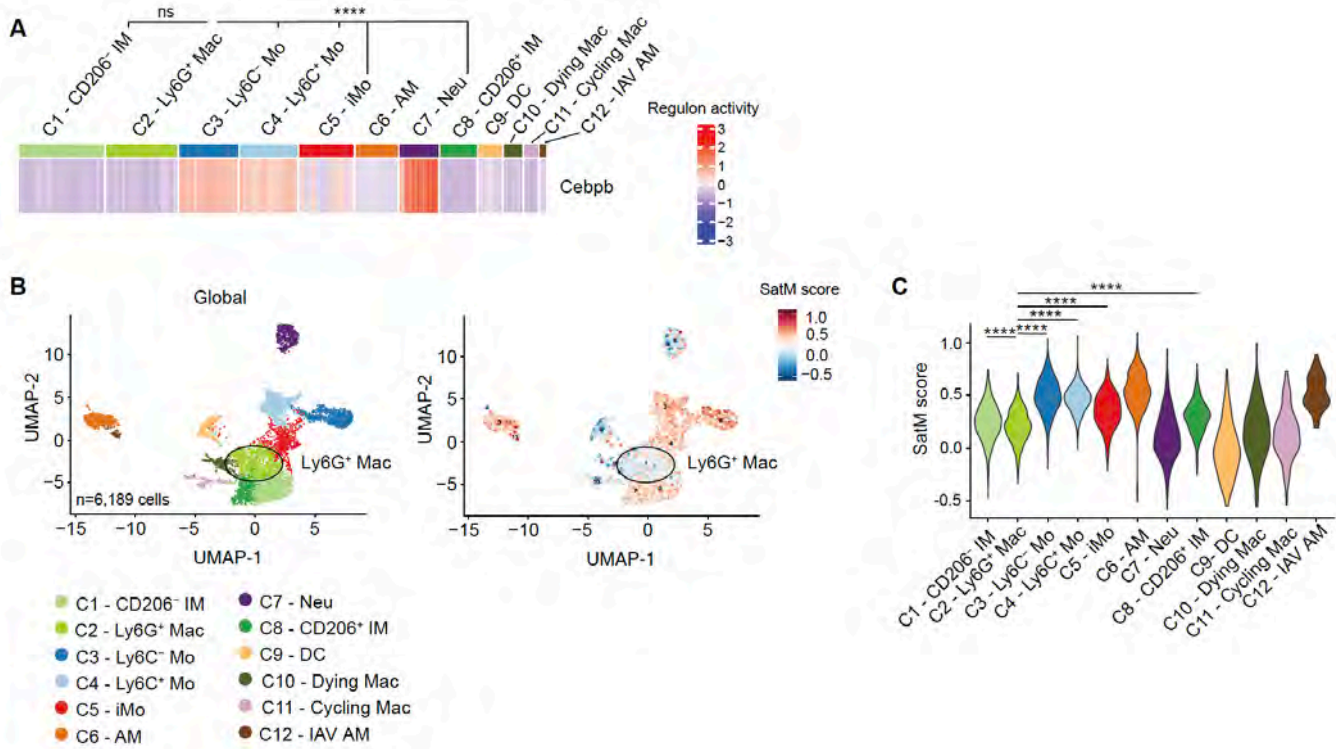 A
ns
****
C1 - CD206⁻ IM
C2 - Ly6G⁺ Mac
C3 - Ly6C⁻ Mo
C4 - Ly6C⁺ Mo
C5 - iMo
C6 - AM
C7 - Neu
C8 - CD206⁺ IM
C9- DC
C10 - Dying Mac
C11 - Cycling Mac
C12 - IAV AM
Cebpb
Regulon activity
3
2
1
0
−1
−2
−3
B
Global
10
5
0
−5
UMAP-2
Ly6G⁺ Mac
n=6,189 cells
−15 −10 −5 0 5
UMAP-1
SatM score
1.0
0.5
0.0
−0.5
10
5
0
−5
UMAP-2
Ly6G⁺ Mac
−15 −10 −5 0 5
UMAP-1
C1 - CD206⁻ IM
C2 - Ly6G⁺ Mac
C3 - Ly6C⁻ Mo
C4 - Ly6C⁺ Mo
C5 - iMo
C6 - AM
C7 - Neu
C8 - CD206⁺ IM
C9 - DC
C10 - Dying Mac
C11 - Cycling Mac
C12 - IAV AM
C
****
****
****
**** ****
1.0
0.5
0.0
−0.5
SatM score
C1 - CD206⁻ IM
C2 - Ly6G⁺ Mac
C3 - Ly6C⁻ Mo
C4 - Ly6C⁺ Mo
C5 - iMo
C6 - AM
C7 - Neu
C8 - CD206⁺ IM
C9- DC
C10 - Dying Mac
C11 - Cycling Mac
C12 - IAV AM